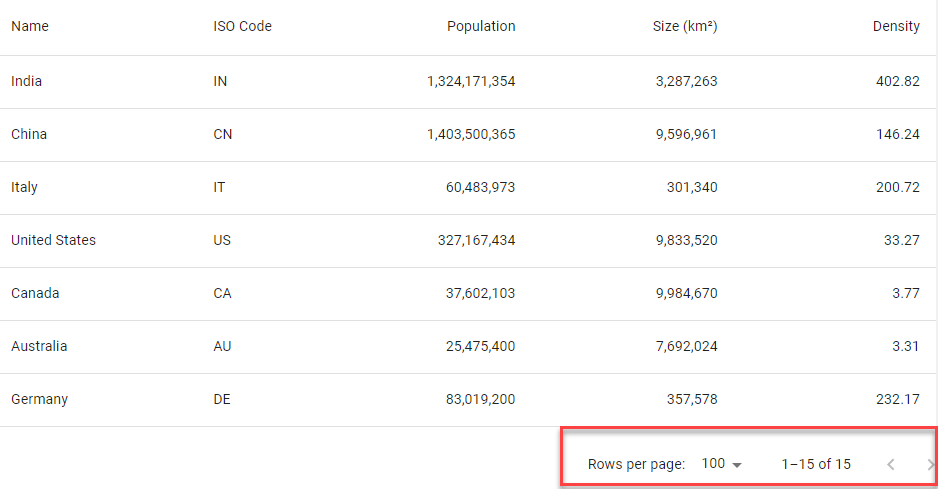 Name ISO Code Population Size (km²) Density
India IN 1,324,171,354 3,287,263 402.82
China CN 1,403,500,365 9,596,961 146.24
Italy IT 60,483,973 301,340 200.72
United States US 327,167,434 9,833,520 33.27
Canada CA 37,602,103 9,984,670 3.77
Australia AU 25,475,400 7,692,024 3.31
Germany DE 83,019,200 357,578 232.17
Rows per page: 100 1–15 of 15